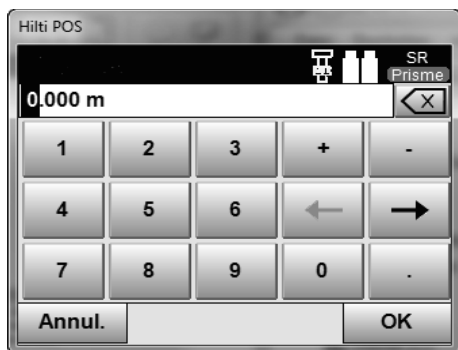 Hilti POS
SR
Prisme
0.000 m
1 2 3 + -
4 5 6 ← →
7 8 9 0 .
Annul. OK